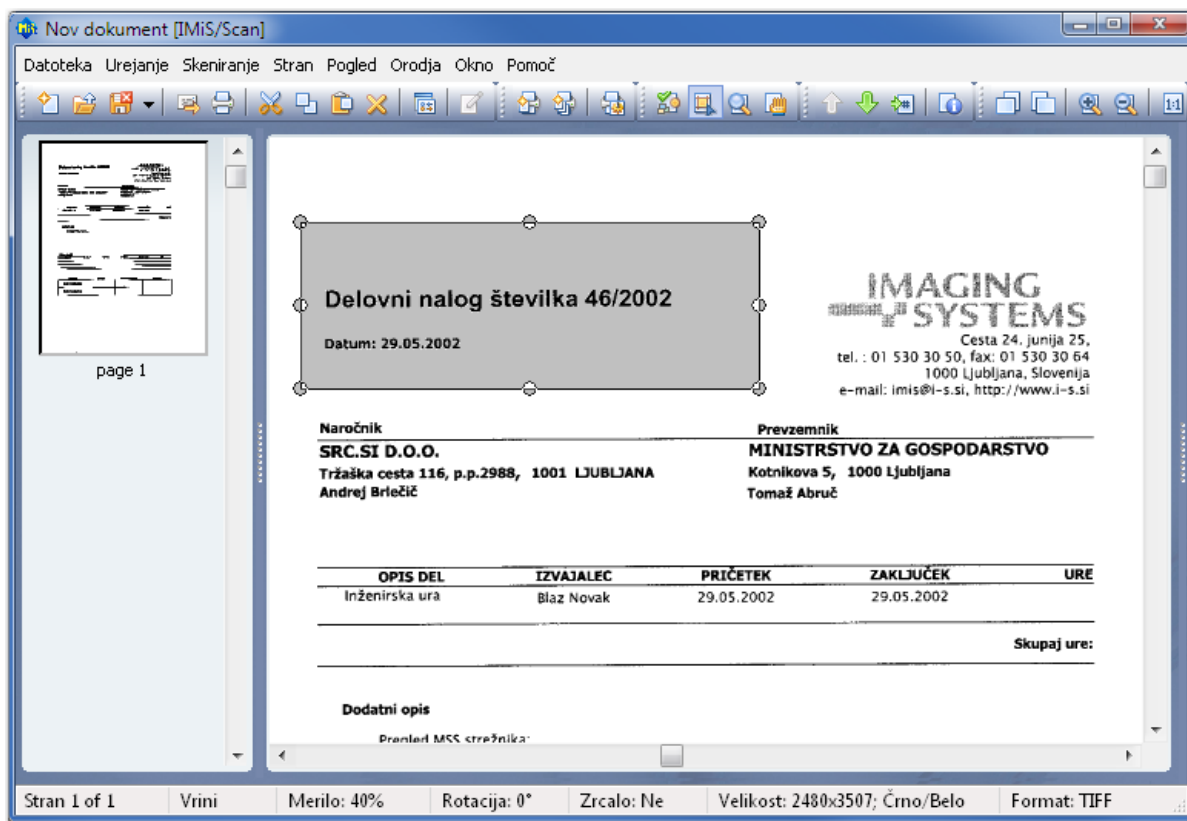 Nov dokument [IMiS/Scan]
Datoteka Urejanje Skeniranje Stran Pogled Orodja Okno Pomoč
1:1
page 1
Delovni nalog številka 46/2002
Datum: 29.05.2002
IMAGING
SYSTEMS
Cesta 24. junija 25,
tel. : 01 530 30 50, fax: 01 530 30 64
1000 Ljubljana, Slovenija
e-mail: imis@i-s.si, http://www.i-s.si
Naročnik Prevzemnik
SRC.SI D.O.O. MINISTRSTVO ZA GOSPODARSTVO
Tržaška cesta 116, p.p.2988, 1001 LJUBLJANA Kotnikova 5, 1000 Ljubljana
Andrej Brlečič Tomaž Abruč
OPIS DEL IZVAJALEC PRIČETEK ZAKLJUČEK URE
Inženirska ura Blaz Novak 29.05.2002 29.05.2002
Skupaj ure:
Dodatni opis
Pregled MSS strežnika:
Stran 1 of 1 Vrini Merilo: 40% Rotacija: 0° Zrcalo: Ne Velikost: 2480x3507; Črno/Belo Format: TIFF